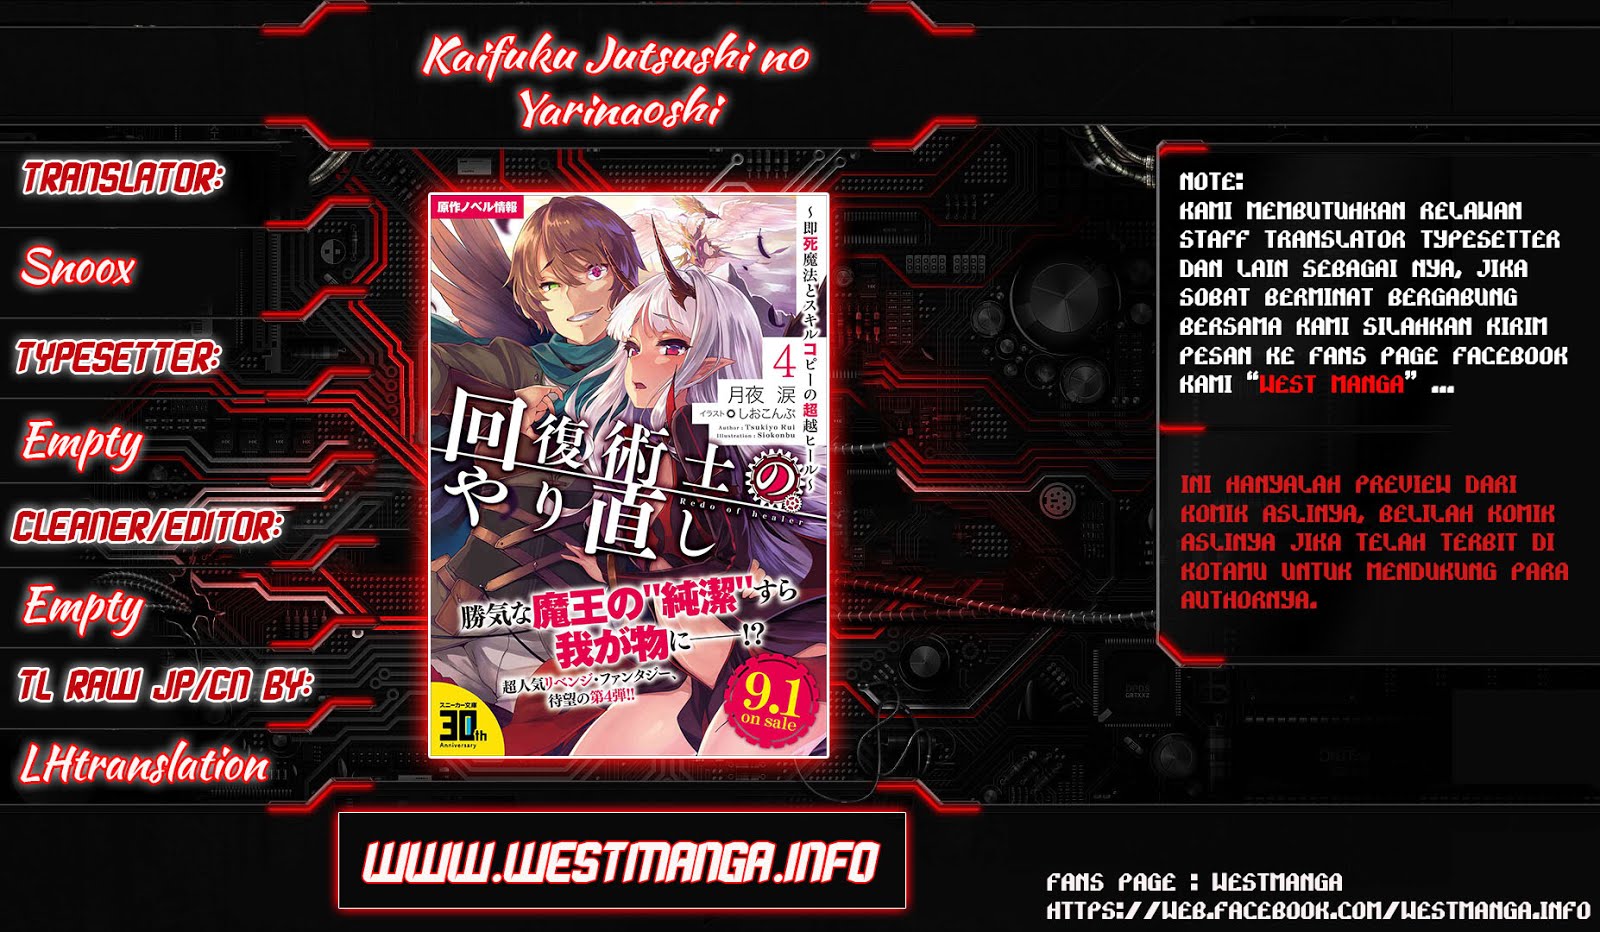 Kaifuku Jutsushi no
Yarinaoshi
TRANSLATOR:
Snoox
TYPESETTER:
Empty
CLEANER/EDITOR:
Empty
TL RAW JP/CN BY:
LHtranslation
原作ノベル情報
～即死魔法とスキルコピーの超越ヒール～
4
月夜 涙
イラスト しおこんぶ
Author : Tsukiyo Rui
Illustration : Siokonbu
回復術士の
やり直し
Redo of healer
勝気な魔王の"純潔"すら
我が物に──!?
超人気リベンジ・ファンタジー、
待望の第4弾!!
スニーカー文庫
30th
Anniversary
9.1
on sale
WWW.WESTMANGA.INFO
NOTE:
KAMI MEMBUTUHKAN RELAWAN
STAFF TRANSLATOR TYPESETTER
DAN LAIN SEBAGAI NYA, JIKA
SOBAT BERMINAT BERGABUNG
BERSAMA KAMI SILAHKAN KIRIM
PESAN KE FANS PAGE FACEBOOK
KAMI “WEST MANGA” ...
INI HANYALAH PREVIEW DARI
KOMIK ASLINYA, BELILAH KOMIK
ASLINYA JIKA TELAH TERBIT DI
KOTAMU UNTUK MENDUKUNG PARA
AUTHORNYA.
FANS PAGE : WESTMANGA
HTTPS://WEB.FACEBOOK.COM/WESTMANGA.INFO